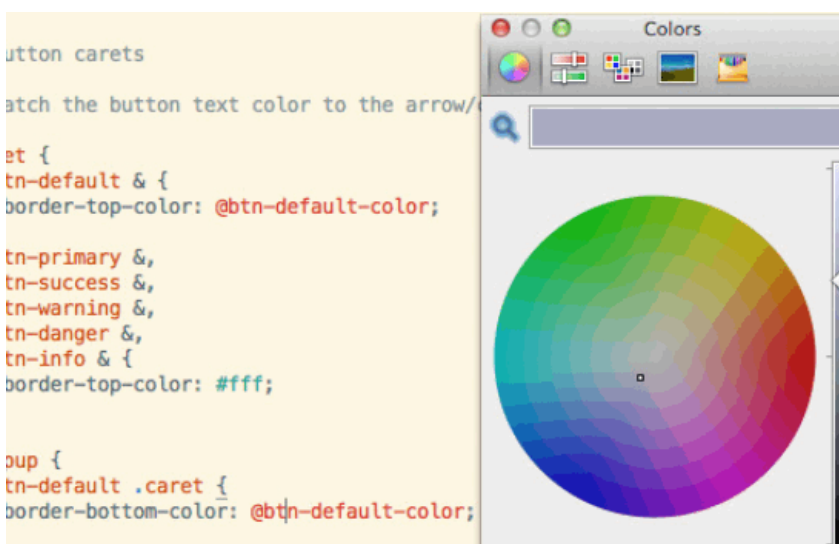 utton carets
atch the button text color to the arrow/
et {
tn-default & {
border-top-color: @btn-default-color;
tn-primary &,
tn-success &,
tn-warning &,
tn-danger &,
tn-info & {
border-top-color: #fff;
oup {
tn-default .caret {
border-bottom-color: @btn-default-color;
Colors